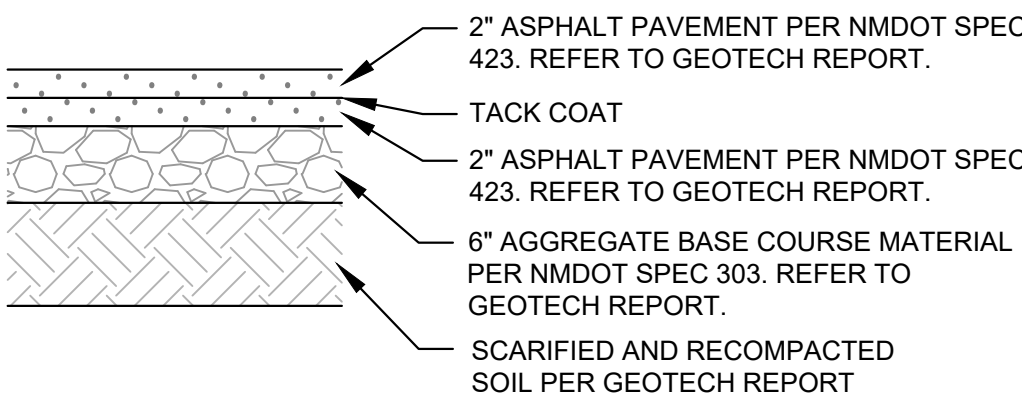 2" ASPHALT PAVEMENT PER NMDOT SPEC
423. REFER TO GEOTECH REPORT.
TACK COAT
2" ASPHALT PAVEMENT PER NMDOT SPEC
423. REFER TO GEOTECH REPORT.
6" AGGREGATE BASE COURSE MATERIAL
PER NMDOT SPEC 303. REFER TO
GEOTECH REPORT.
SCARIFIED AND RECOMPACTED
SOIL PER GEOTECH REPORT